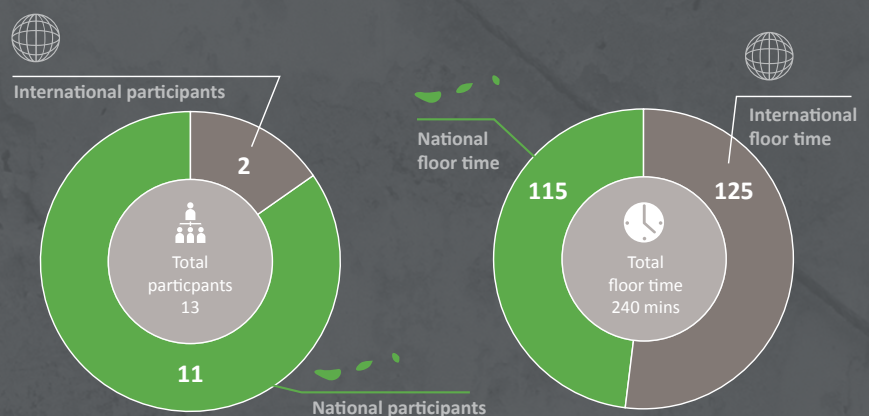 International participants
2
Total
particpants
13
11
National participants
National
floor time
International
floor time
115
125
Total
floor time
240 mins